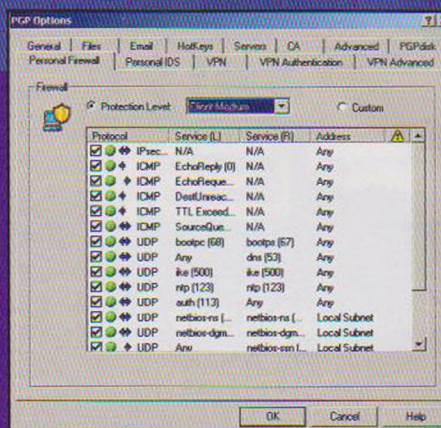 PGP Options
General Files Email HotKeys Servers CA Advanced PGPdisk
Personal Firewall Personal IDS VPN VPN Authentication VPN Advanced
Firewall
Protection Level Client Medium Custom
Protocol Service (L) Service (R) Address
IPsec... N/A N/A Any
ICMP EchoReply (0) N/A Any
ICMP EchoReque... N/A Any
ICMP DestUnreac... N/A Any
ICMP TTL Exceed... N/A Any
ICMP SourceQue... N/A Any
UDP bootpc (68) bootps (67) Any
UDP Any dns (53) Any
UDP ike (500) ike (500) Any
UDP ntp (123) ntp (123) Any
UDP auth (113) Any Any
UDP netbios-ns (... netbios-ns (... Local Subnet
UDP netbios-dgm... netbios-dgm... Local Subnet
UDP Any netbios-ssn (... Local Subnet
OK Cancel Help